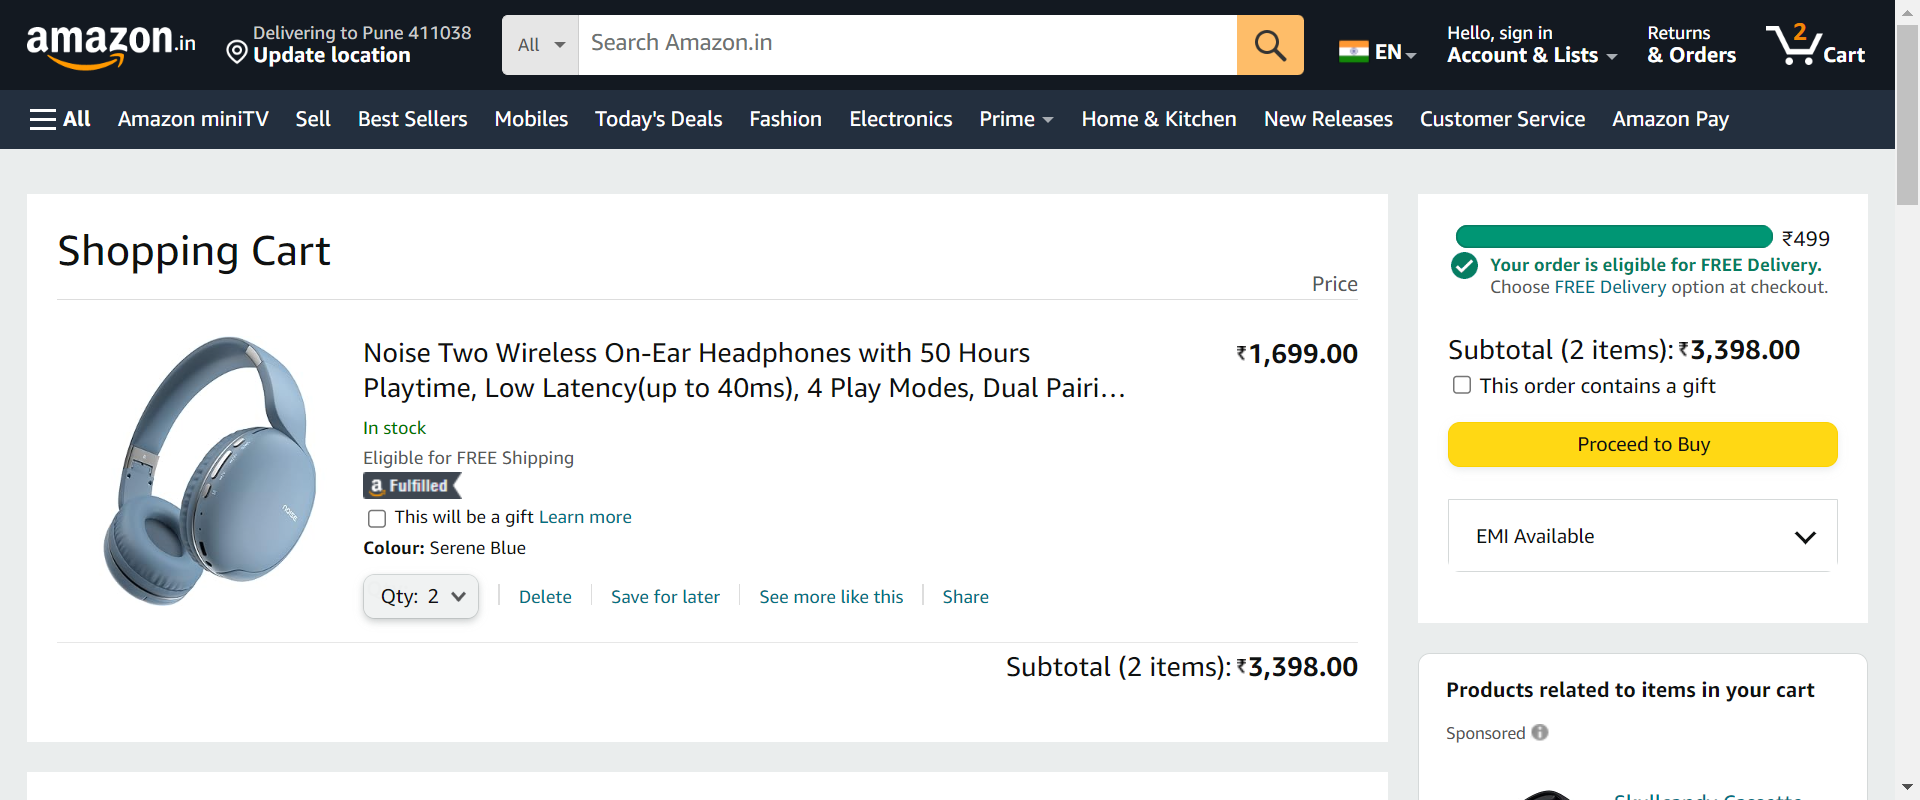 amazon.in
Delivering to Pune 411038
Update location
All
Search Amazon.in
EN
Hello, sign in
Account & Lists
Returns
& Orders
2
Cart
All
Amazon miniTV
Sell
Best Sellers
Mobiles
Today's Deals
Fashion
Electronics
Prime
Home & Kitchen
New Releases
Customer Service
Amazon Pay
Shopping Cart
Price
Noise Two Wireless On-Ear Headphones with 50 Hours
Playtime, Low Latency(up to 40ms), 4 Play Modes, Dual Pairi…
₹1,699.00
In stock
Eligible for FREE Shipping
a Fulfilled
This will be a gift Learn more
Colour: Serene Blue
noise
Qty: 2
Delete
Save for later
See more like this
Share
Subtotal (2 items): ₹3,398.00
₹499
Your order is eligible for FREE Delivery.
Choose FREE Delivery option at checkout.
Subtotal (2 items): ₹3,398.00
This order contains a gift
Proceed to Buy
EMI Available
Products related to items in your cart
Sponsored